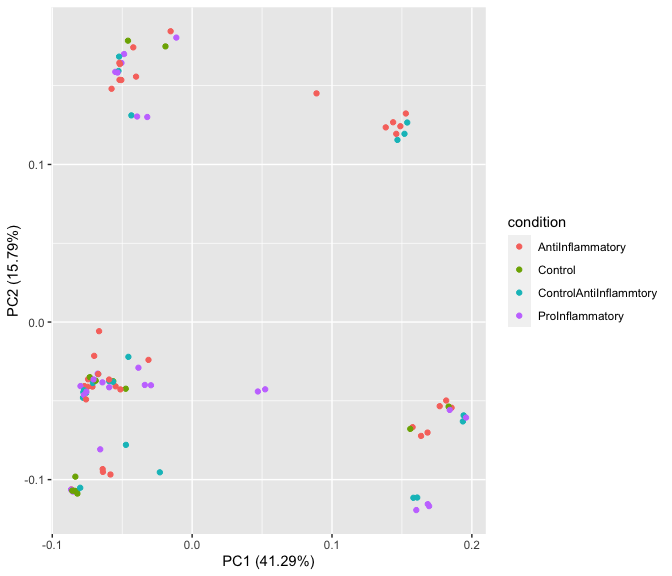 PC2 (15.79%)
0.1
0.0
-0.1
-0.1
0.0
0.1
0.2
PC1 (41.29%)
condition
AntiInflammatory
Control
ControlAntiInflammtory
ProInflammatory